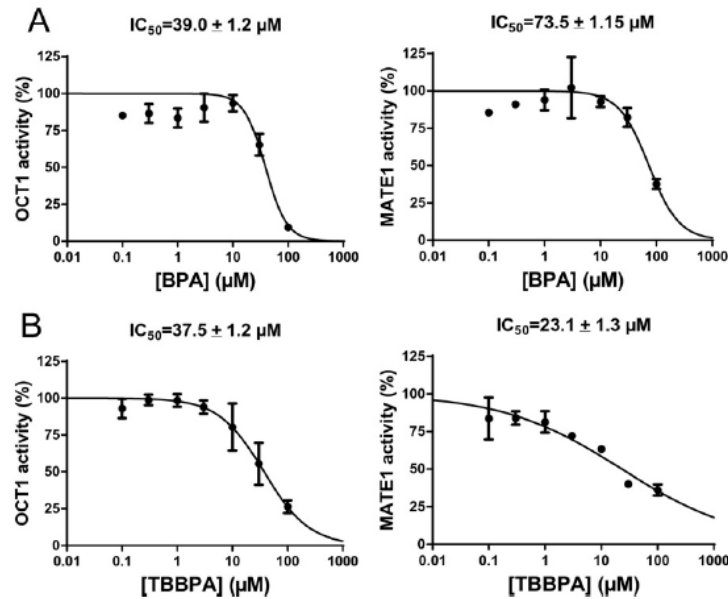 A
IC50=39.0 ± 1.2 µM
OCT1 activity (%)
125
100
75
50
25
0
0.01 0.1 1 10 100 1000
[BPA] (µM)
IC50=73.5 ± 1.15 µM
MATE1 activity (%)
125
100
75
50
25
0
0.01 0.1 1 10 100 1000
[BPA] (µM)
B
IC50=37.5 ± 1.2 µM
OCT1 activity (%)
125
100
75
50
25
0
0.01 0.1 1 10 100 1000
[TBBPA] (µM)
IC50=23.1 ± 1.3 µM
MATE1 activity (%)
125
100
75
50
25
0
0.01 0.1 1 10 100 1000
[TBBPA] (µM)